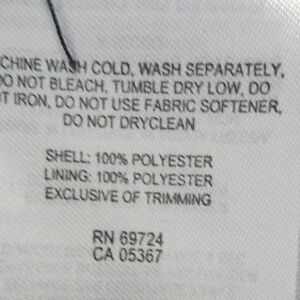 CHINE WASH COLD, WASH SEPARATELY,
DO NOT BLEACH, TUMBLE DRY LOW, DO
OT IRON, DO NOT USE FABRIC SOFTENER,
DO NOT DRYCLEAN
SHELL: 100% POLYESTER
LINING: 100% POLYESTER
EXCLUSIVE OF TRIMMING
RN 69724
CA 05367